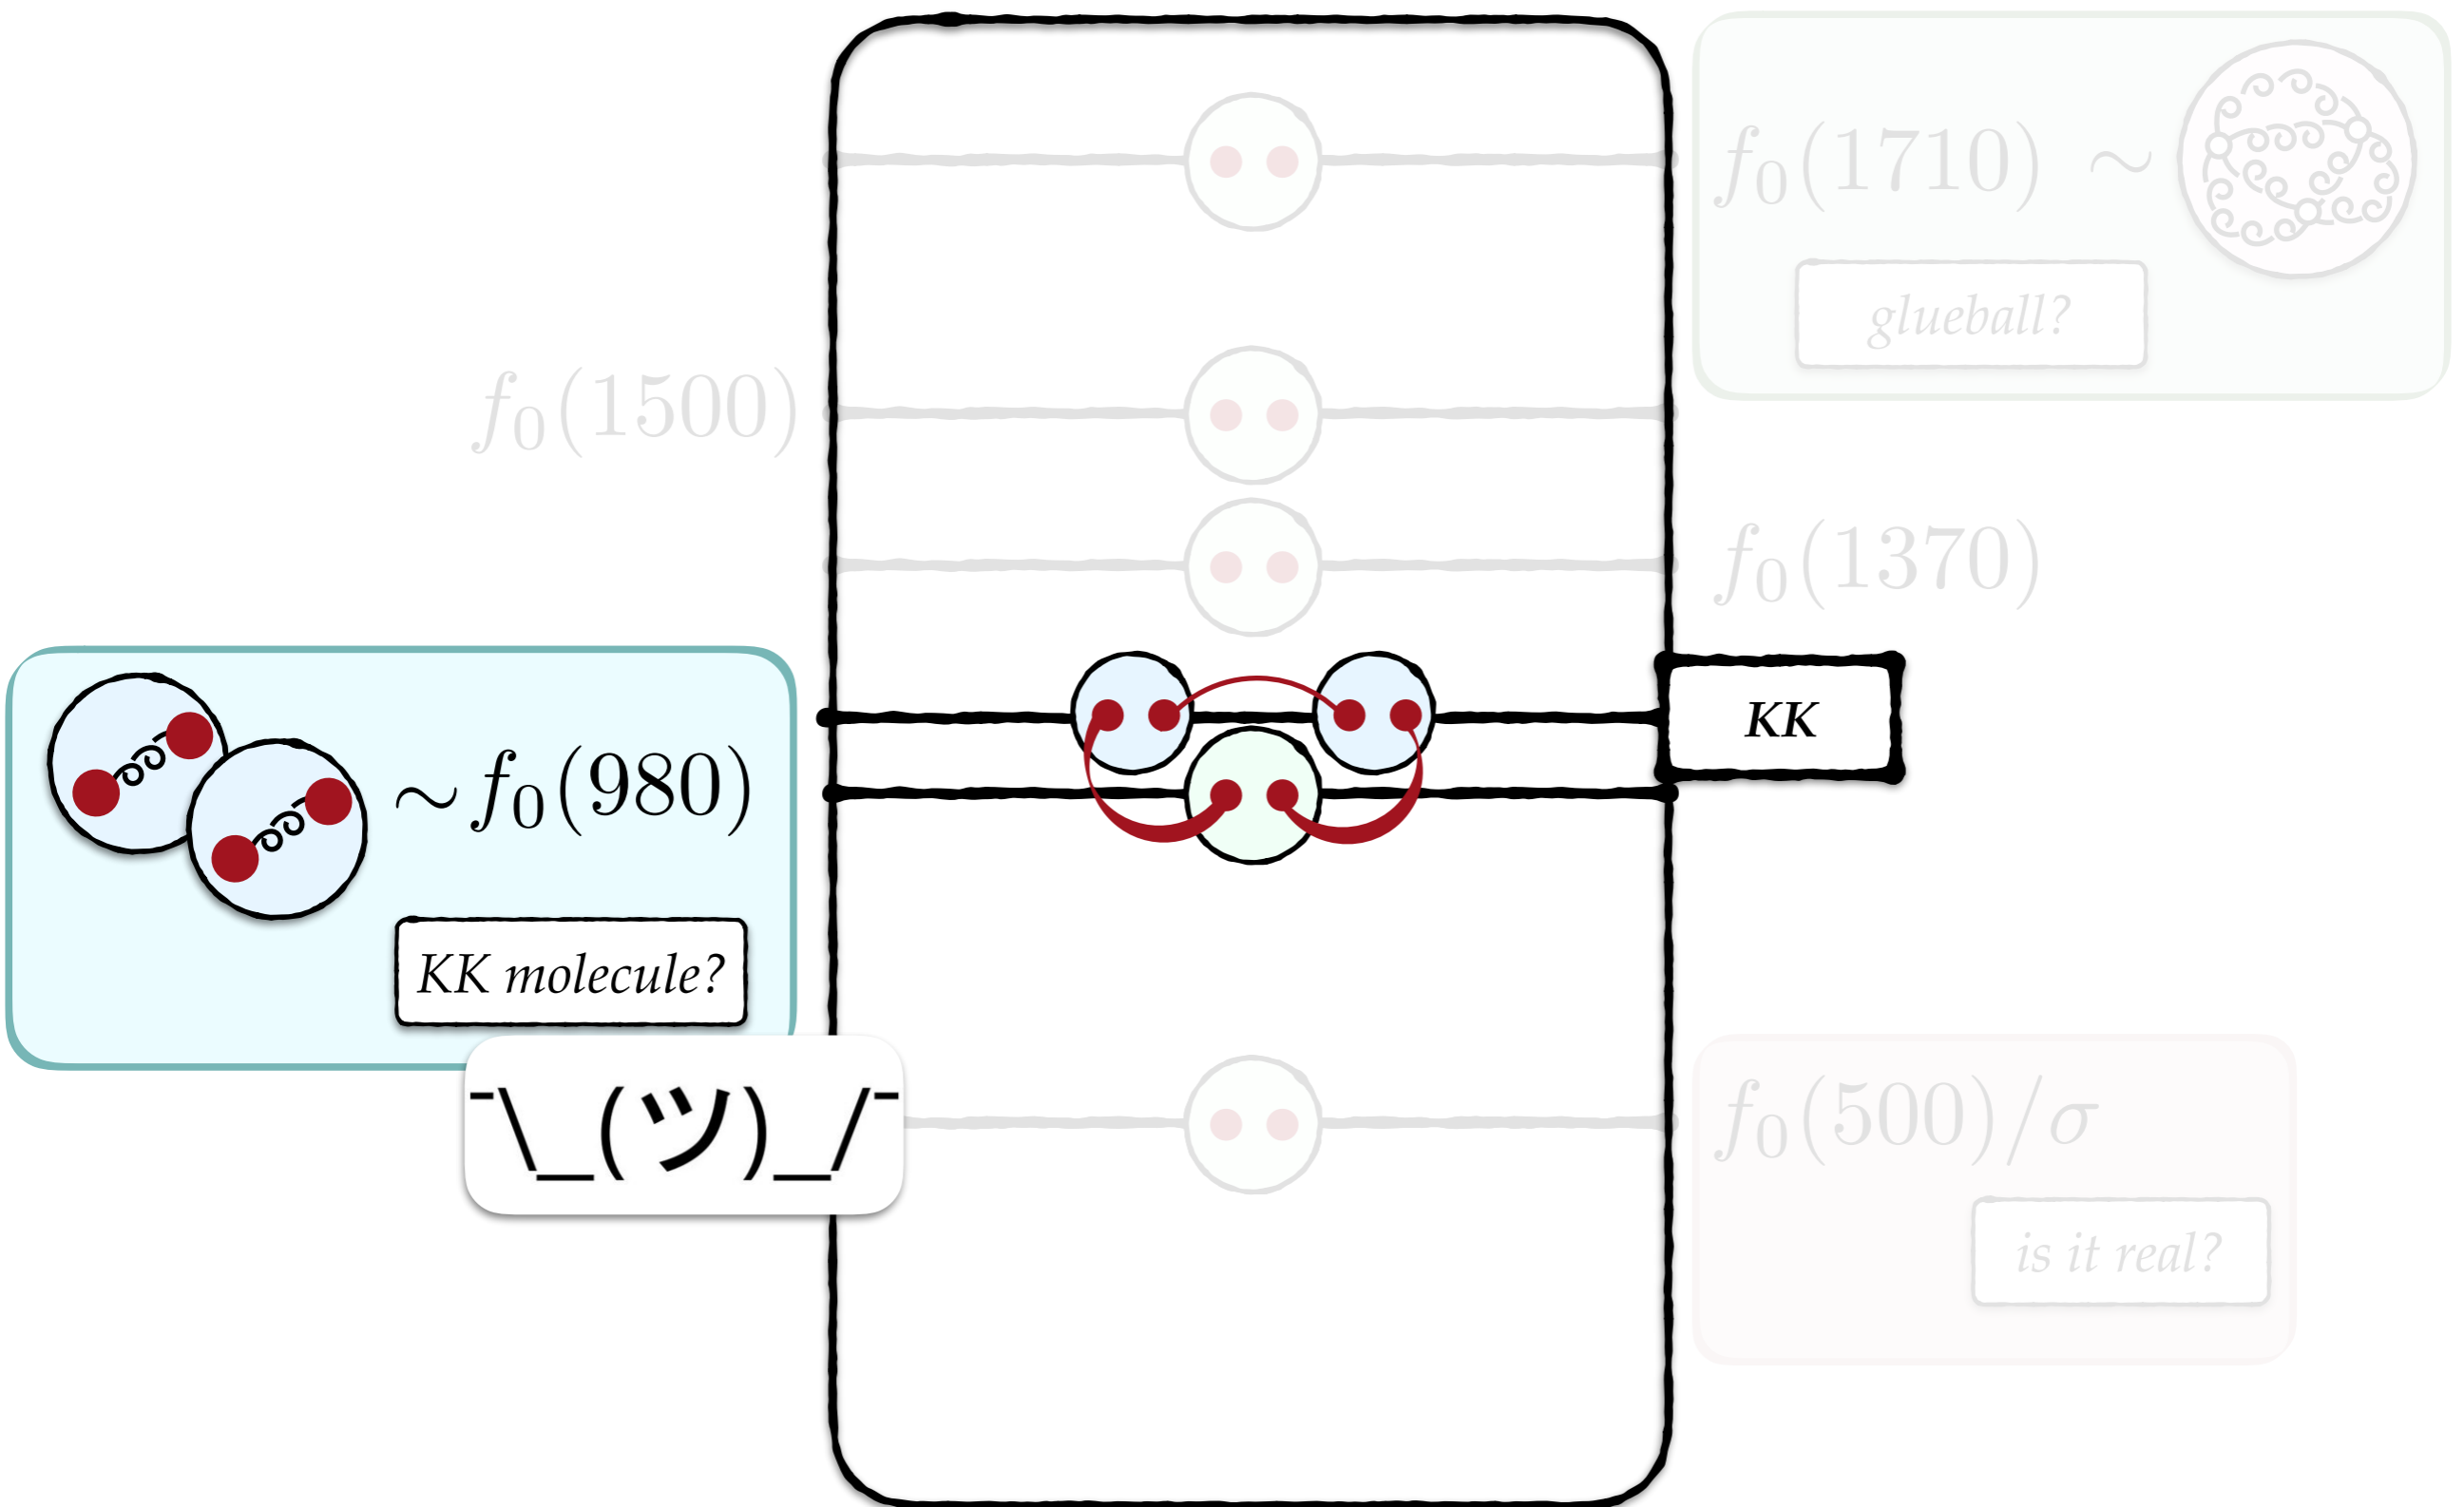 f₀(1710) ∼
glueball?
f₀(1500)
f₀(1370)
KK
∼f₀(980)
KK molecule?
¯\_(ツ)_/¯
f₀(500)/σ
is it real?